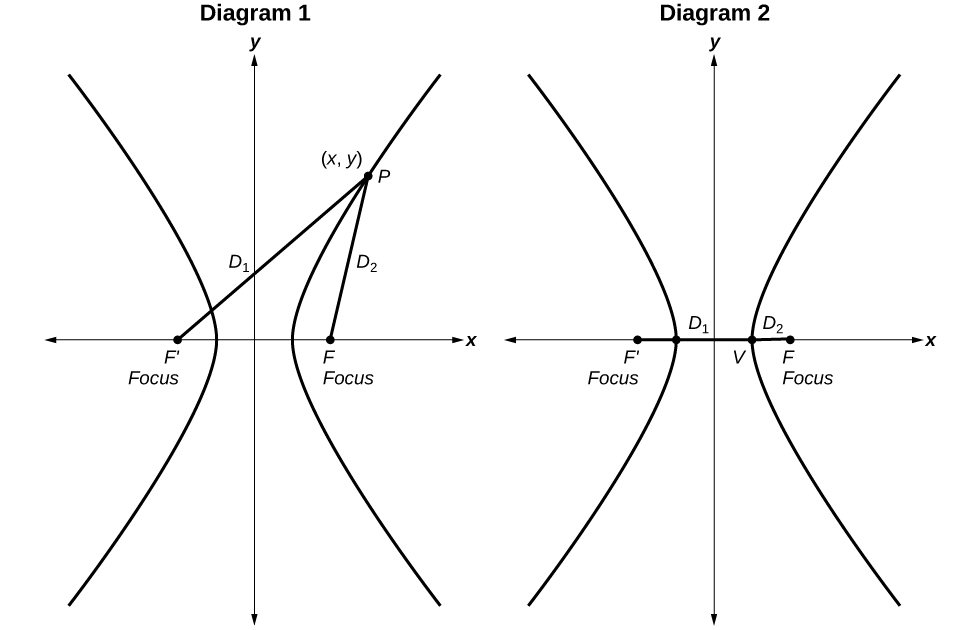 Diagram 1
y
(x, y)
P
D1
D2
x
F'
Focus
F
Focus
Diagram 2
y
D1
D2
x
F'
Focus
V
F
Focus